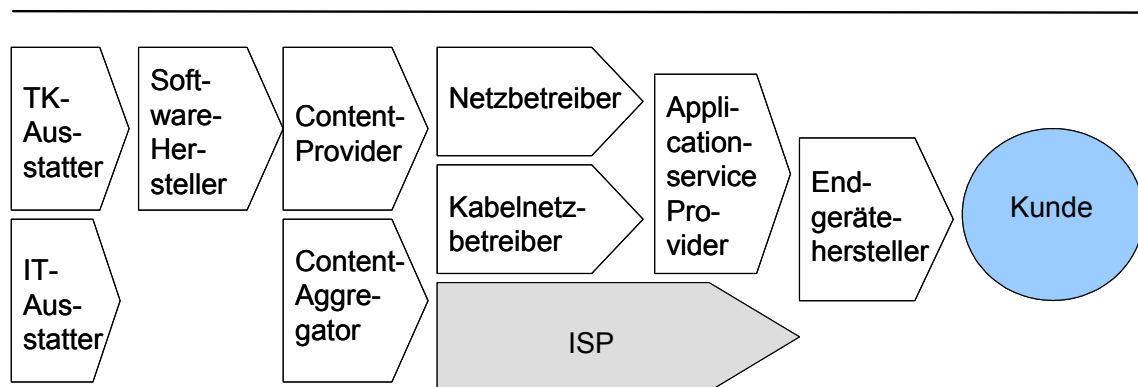 TK-
Aus-
statter
Soft-
ware-
Her-
steller
Content-
Provider
Netzbetreiber
Kabelnetz-
betreiber
Appli-
cation-
service
Pro-
vider
End-
geräte-
hersteller
Kunde
IT-
Aus-
statter
Content-
Aggre-
gator
ISP